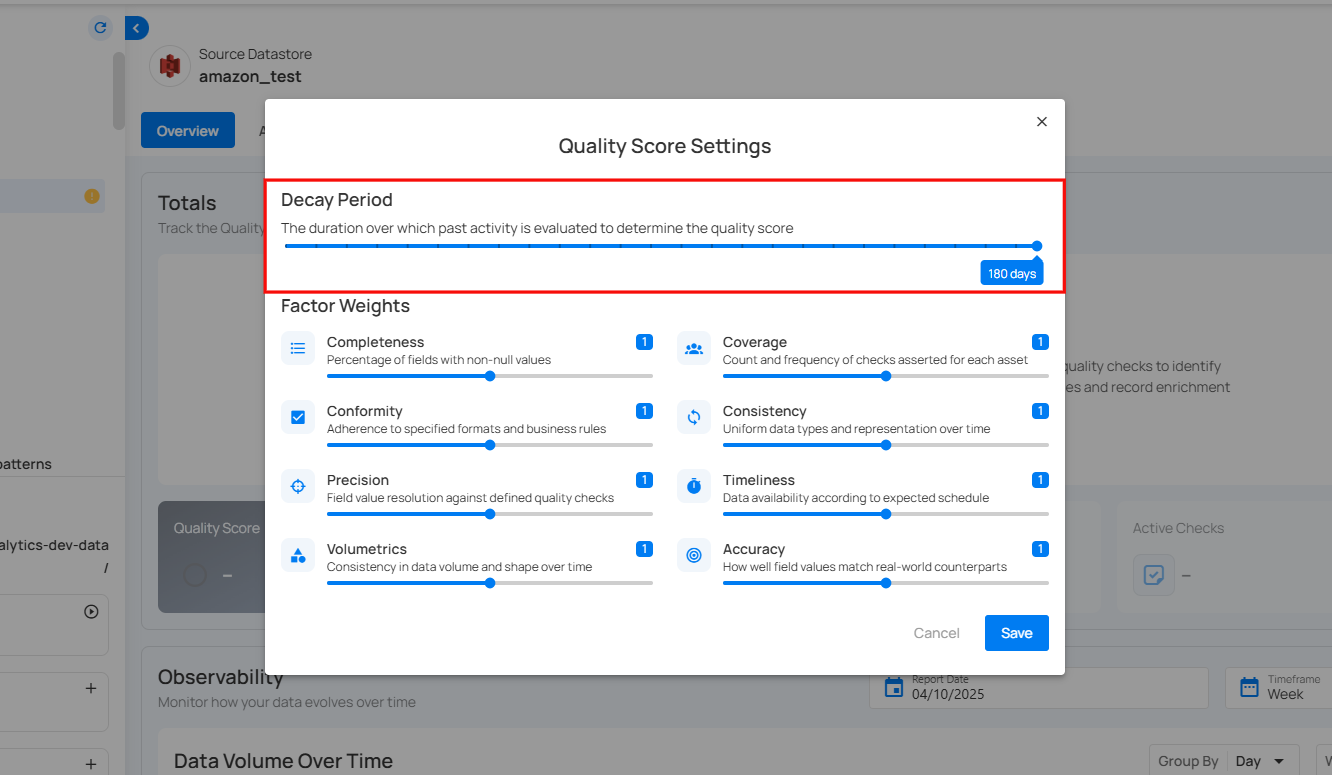 Source Datastore
amazon_test
Overview
Quality Score Settings
Decay Period
The duration over which past activity is evaluated to determine the quality score
180 days
Totals
Track the Quality
Factor Weights
Completeness
1
Percentage of fields with non-null values
Coverage
1
Count and frequency of checks asserted for each asset
Conformity
1
Adherence to specified formats and business rules
Consistency
1
Uniform data types and representation over time
Precision
1
Field value resolution against defined quality checks
Timeliness
1
Data availability according to expected schedule
Volumetrics
1
Consistency in data volume and shape over time
Accuracy
1
How well field values match real-world counterparts
Cancel
Save
quality checks to identify
and record enrichment
Quality Score
–
Active Checks
–
Observability
Monitor how your data evolves over time
Report Date
04/10/2025
Timeframe
Week
Data Volume Over Time
Group By
Day
patterns
alytics-dev-data
/